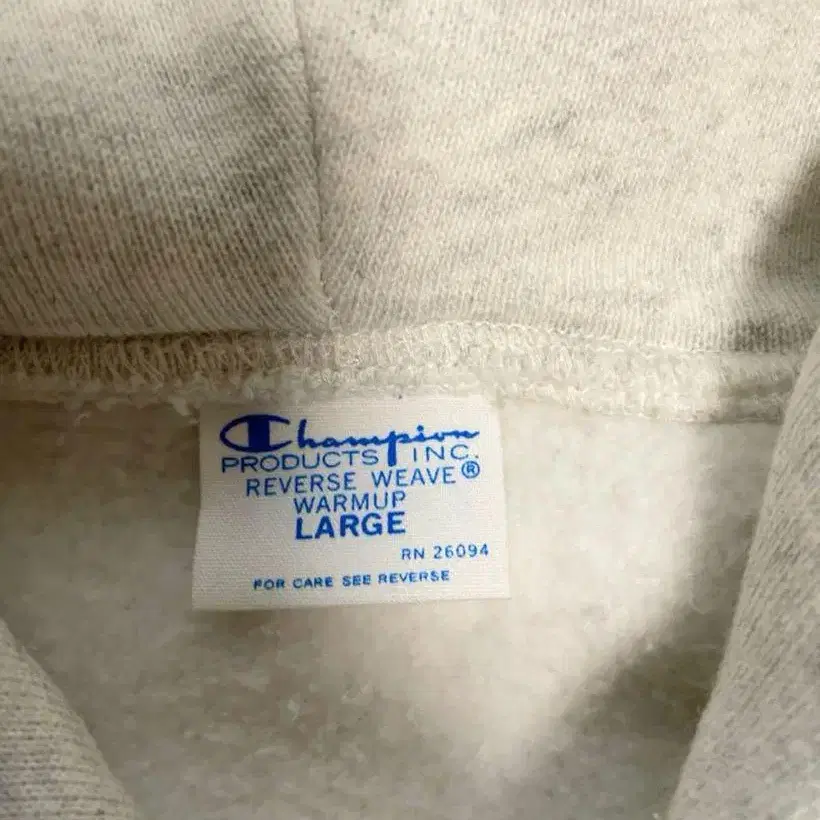 Champion
PRODUCTS INC.
REVERSE WEAVE®
WARMUP
LARGE
RN 26094
FOR CARE SEE REVERSE